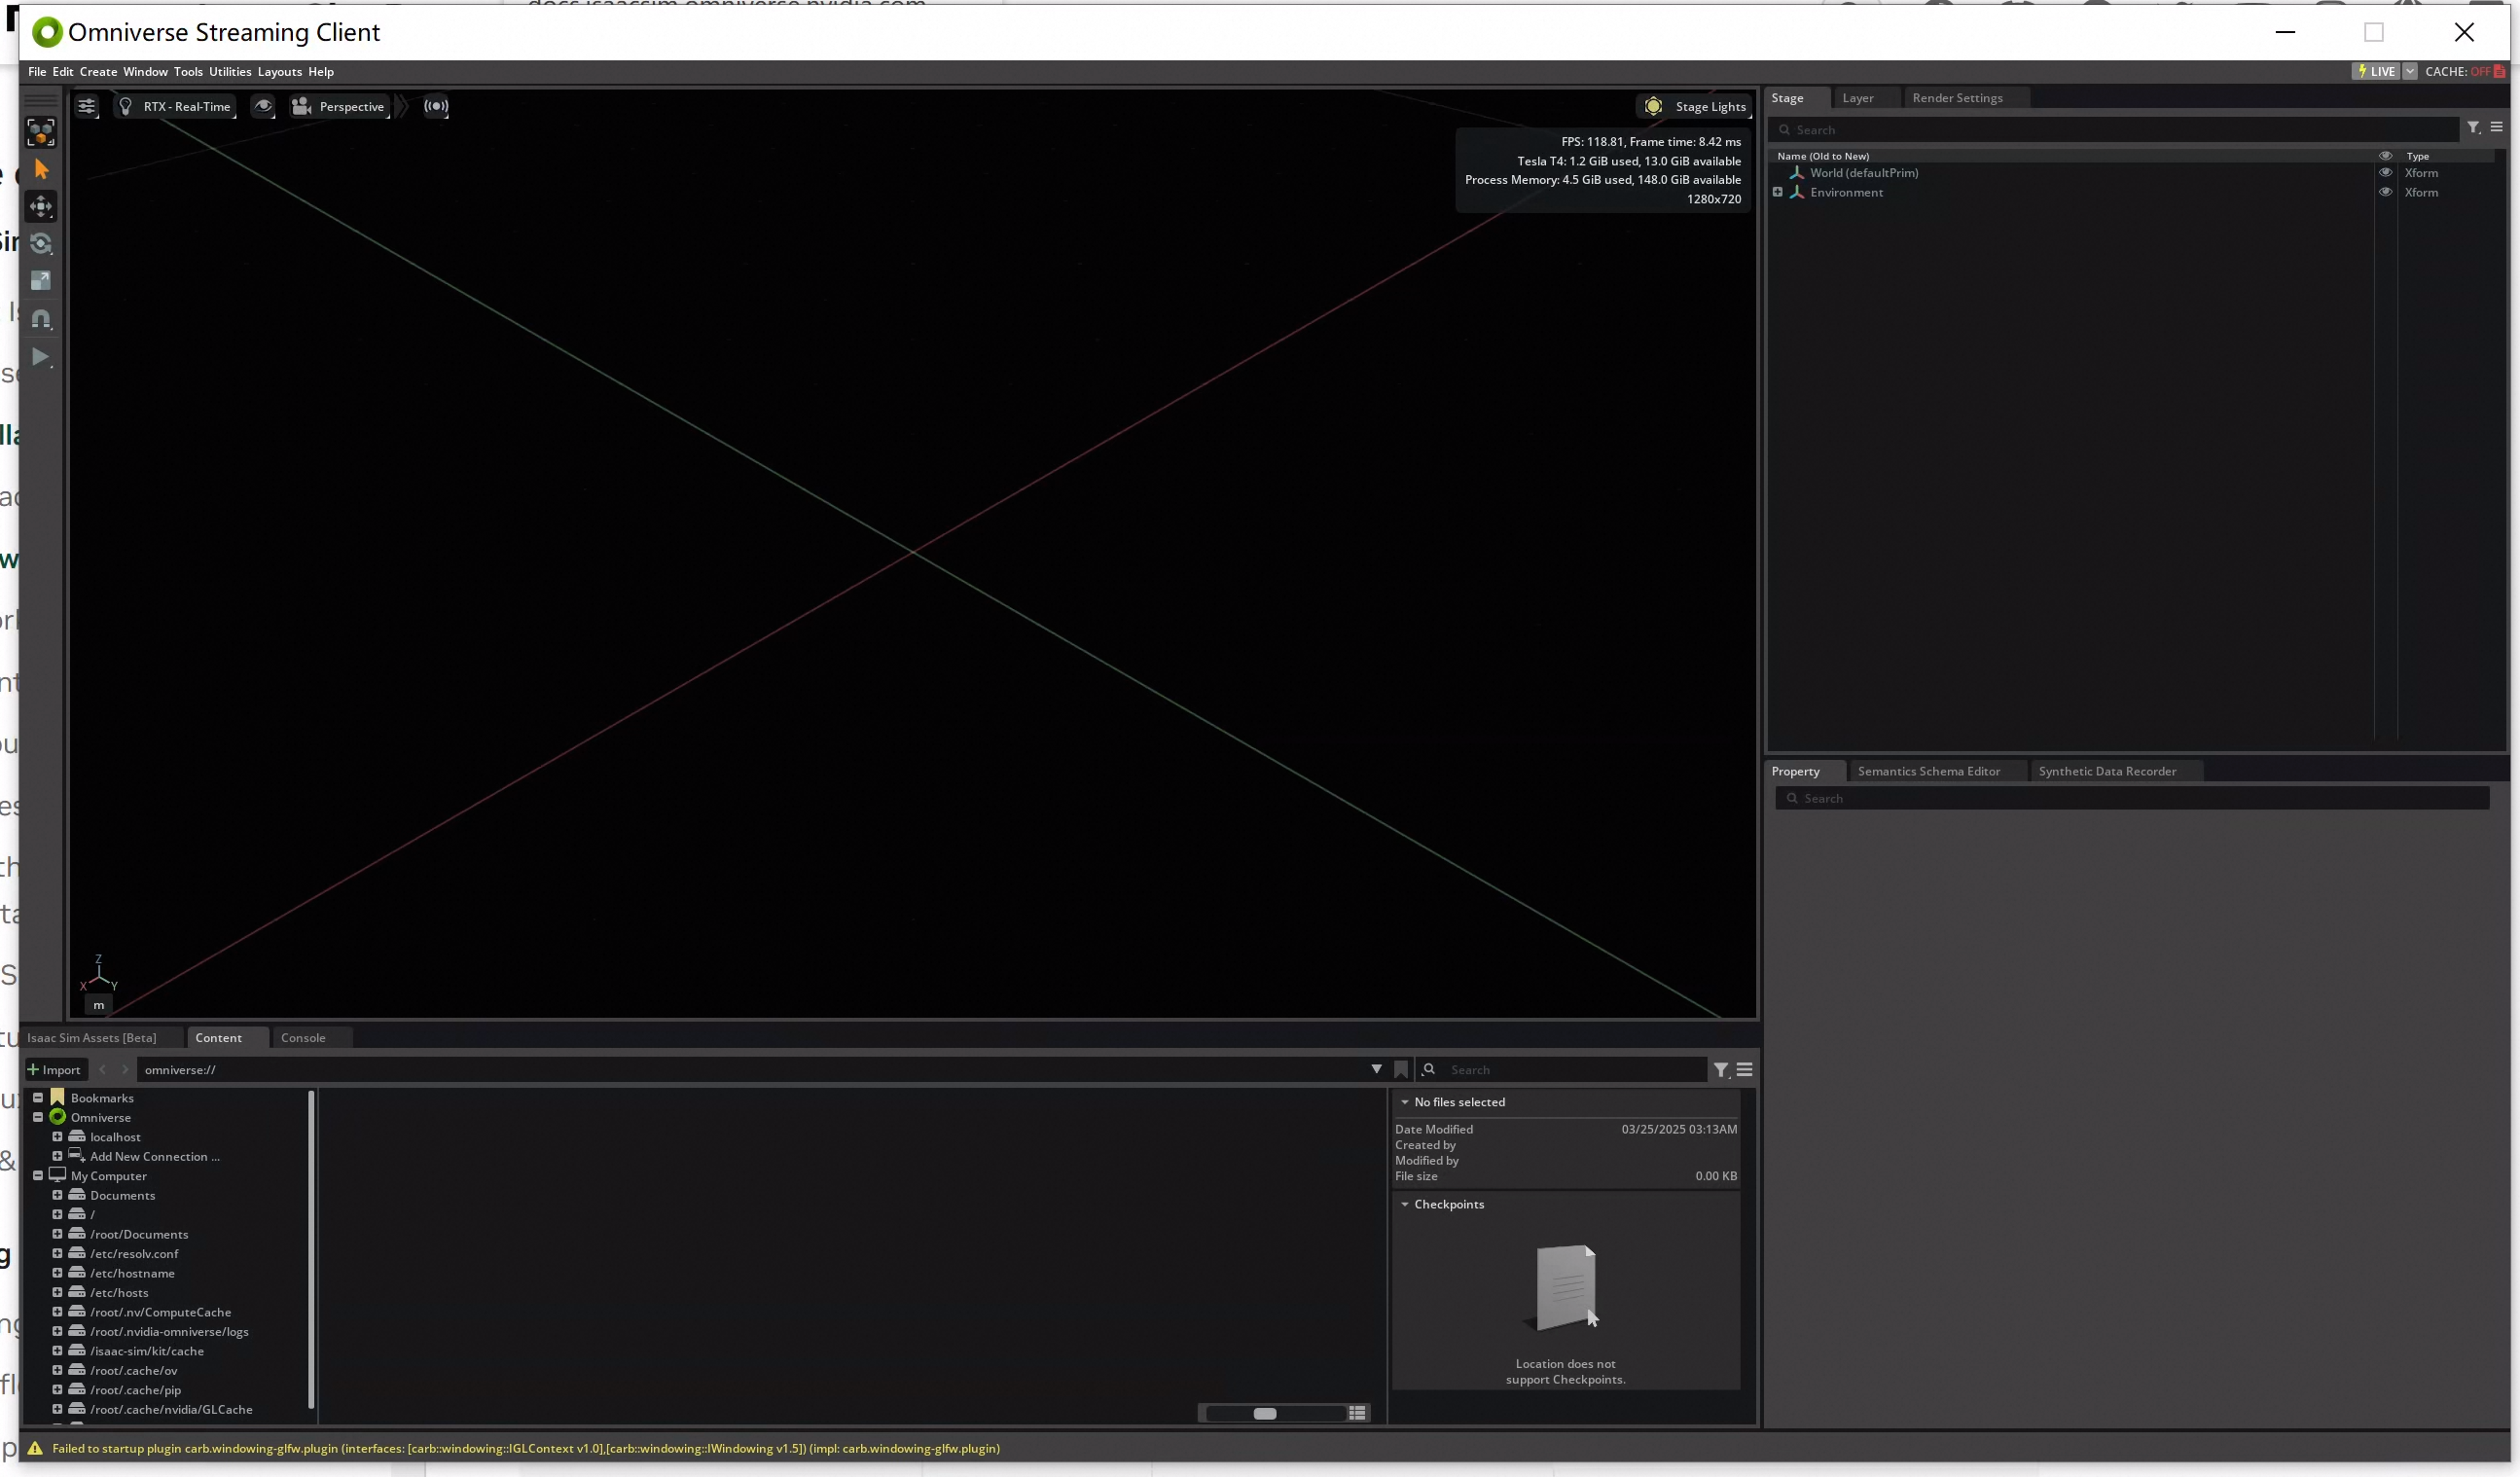 docs.isaacsim.omniverse.nvidia.com
Omniverse Streaming Client
File Edit Create Window Tools Utilities Layouts Help
LIVE CACHE: OFF
RTX - Real-Time
Perspective
Stage Lights
FPS: 118.81, Frame time: 8.42 ms
Tesla T4: 1.2 GiB used, 13.0 GiB available
Process Memory: 4.5 GiB used, 148.0 GiB available
1280x720
Z
X Y
m
Stage Layer Render Settings
Search
Name (Old to New) Type
World (defaultPrim) Xform
Environment Xform
Property Semantics Schema Editor Synthetic Data Recorder
Search
Isaac Sim Assets [Beta] Content Console
Import omniverse:// Search
Bookmarks
Omniverse
localhost
Add New Connection ...
My Computer
Documents
/
/root/Documents
/etc/resolv.conf
/etc/hostname
/etc/hosts
/root/.nv/ComputeCache
/root/.nvidia-omniverse/logs
/isaac-sim/kit/cache
/root/.cache/ov
/root/.cache/pip
/root/.cache/nvidia/GLCache
No files selected
Date Modified 03/25/2025 03:13AM
Created by
Modified by
File size 0.00 KB
Checkpoints
Location does not
support Checkpoints.
Failed to startup plugin carb.windowing-glfw.plugin (interfaces: [carb::windowing::IGLContext v1.0],[carb::windowing::IWindowing v1.5]) (impl: carb.windowing-glfw.plugin)